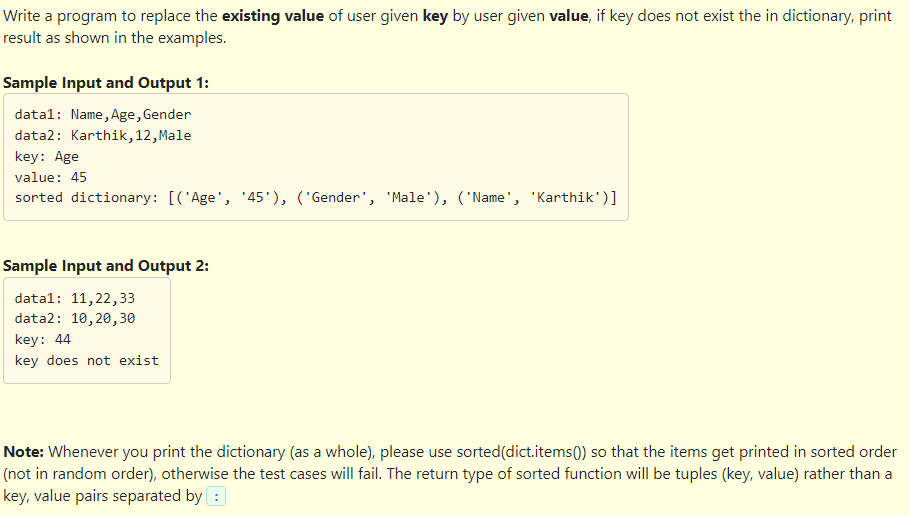 Write a program to replace the existing value of user given key by user given value, if key does not exist the in dictionary, print
result as shown in the examples.
Sample Input and Output 1:
data1: Name,Age,Gender
data2: Karthik,12,Male
key: Age
value: 45
sorted dictionary: [('Age', '45'), ('Gender', 'Male'), ('Name', 'Karthik')]
Sample Input and Output 2:
data1: 11,22,33
data2: 10,20,30
key: 44
key does not exist
Note: Whenever you print the dictionary (as a whole), please use sorted(dict.items()) so that the items get printed in sorted order
(not in random order), otherwise the test cases will fail. The return type of sorted function will be tuples (key, value) rather than a
key, value pairs separated by :